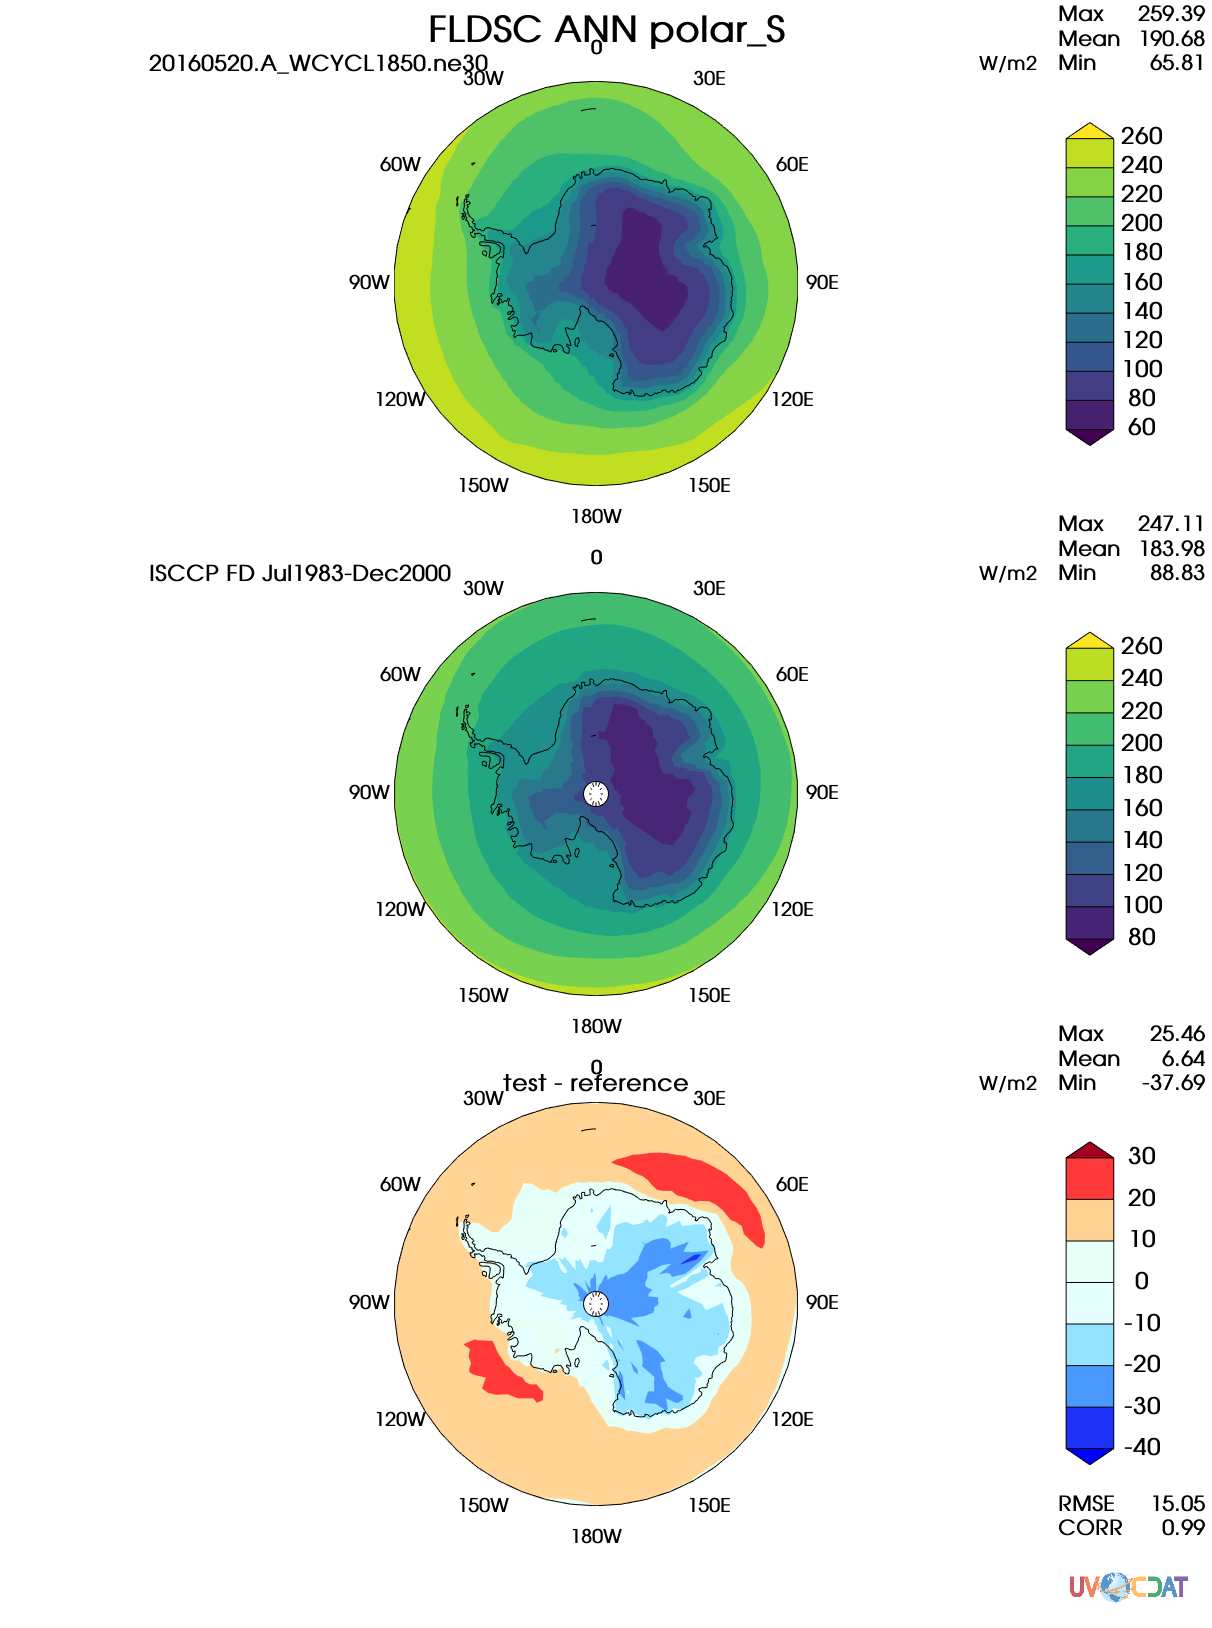 FLDSC ANN polar_S
Max 259.39
Mean 190.68
20160520.A_WCYCL1850.ne30
W/m2 Min 65.81
0
30W 30E
60W 60E
90W 90E
120W 120E
150W 150E
180W
260
240
220
200
180
160
140
120
100
80
60
Max 247.11
Mean 183.98
ISCCP FD Jul1983-Dec2000
W/m2 Min 88.83
0
30W 30E
60W 60E
90W 90E
120W 120E
150W 150E
180W
260
240
220
200
180
160
140
120
100
80
Max 25.46
Mean 6.64
test - reference
W/m2 Min -37.69
0
30W 30E
60W 60E
90W 90E
120W 120E
150W 150E
180W
30
20
10
0
-10
-20
-30
-40
RMSE 15.05
CORR 0.99
UVCDAT